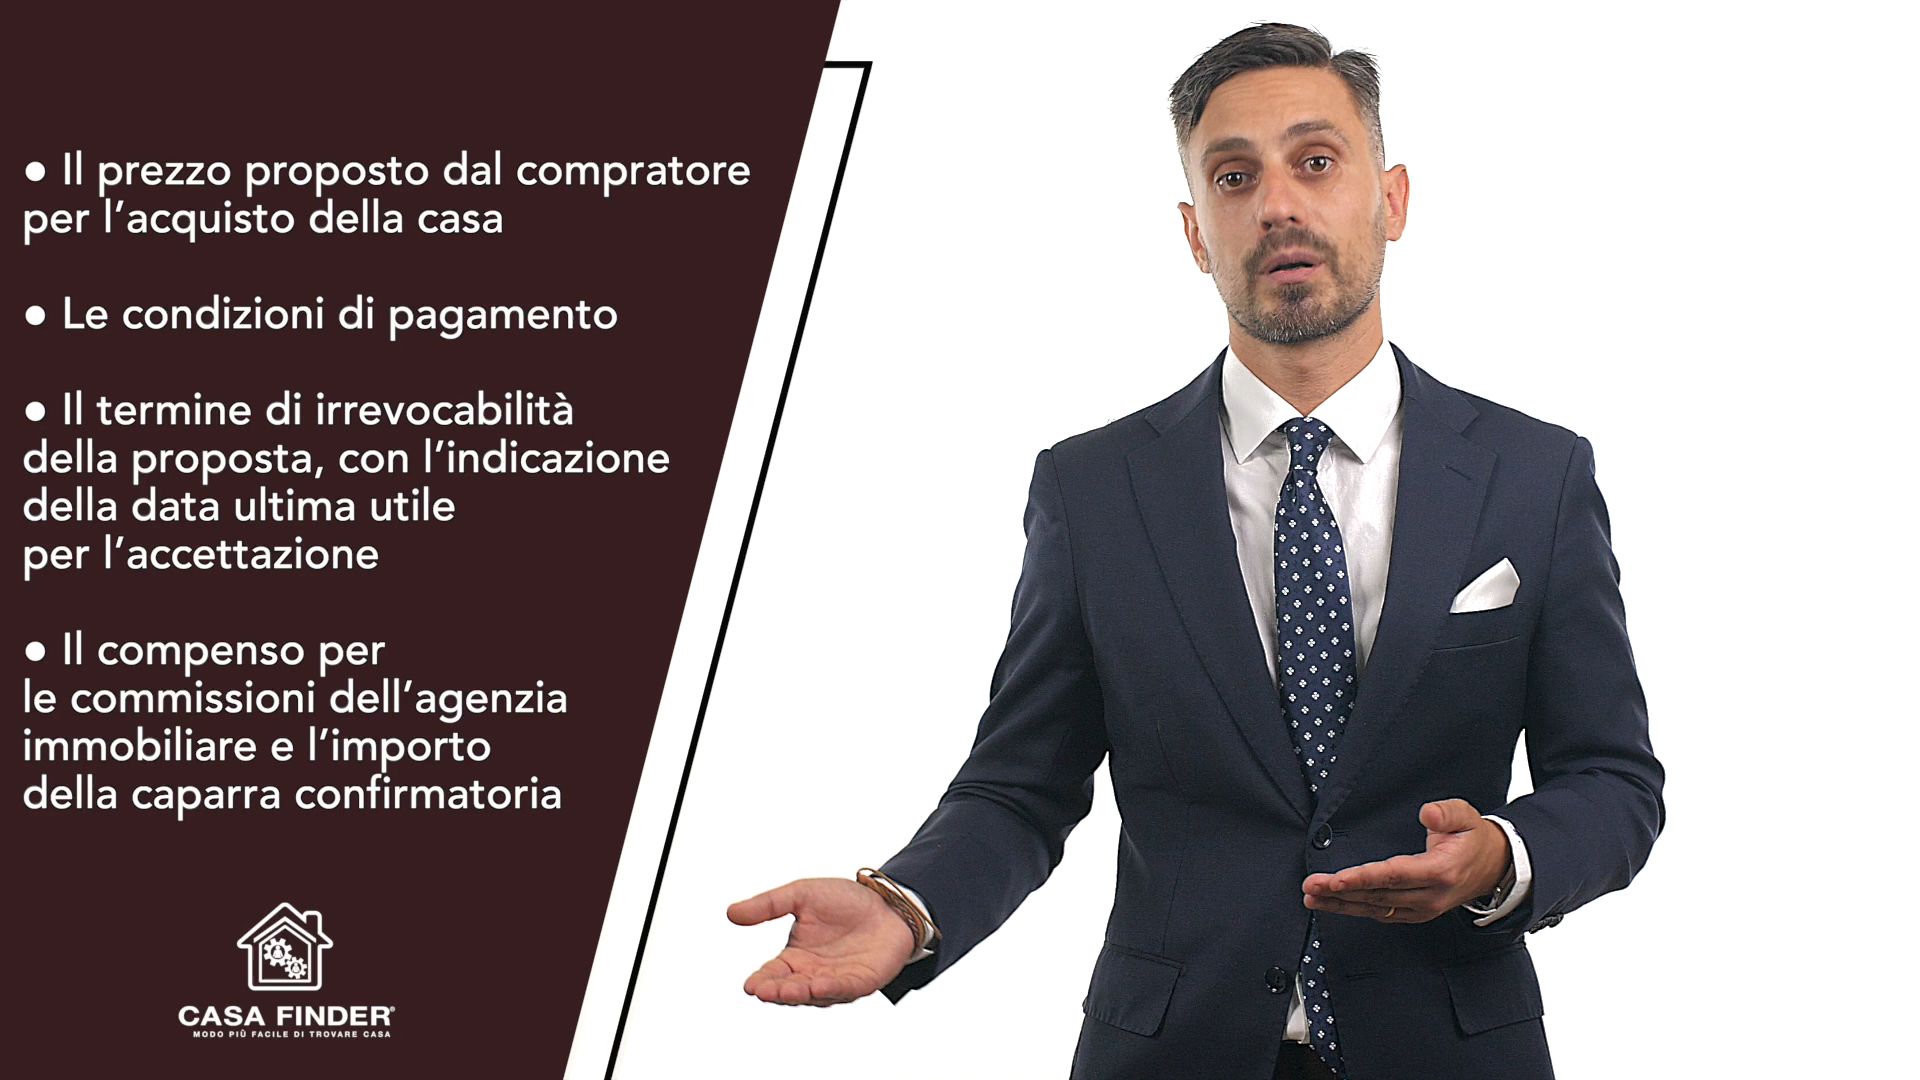 ● Il prezzo proposto dal compratore
per l’acquisto della casa
● Le condizioni di pagamento
● Il termine di irrevocabilità
della proposta, con l’indicazione
della data ultima utile
per l’accettazione
● Il compenso per
le commissioni dell’agenzia
immobiliare e l’importo
della caparra confirmatoria
CASA FINDER®
MODO PIÙ FACILE DI TROVARE CASA